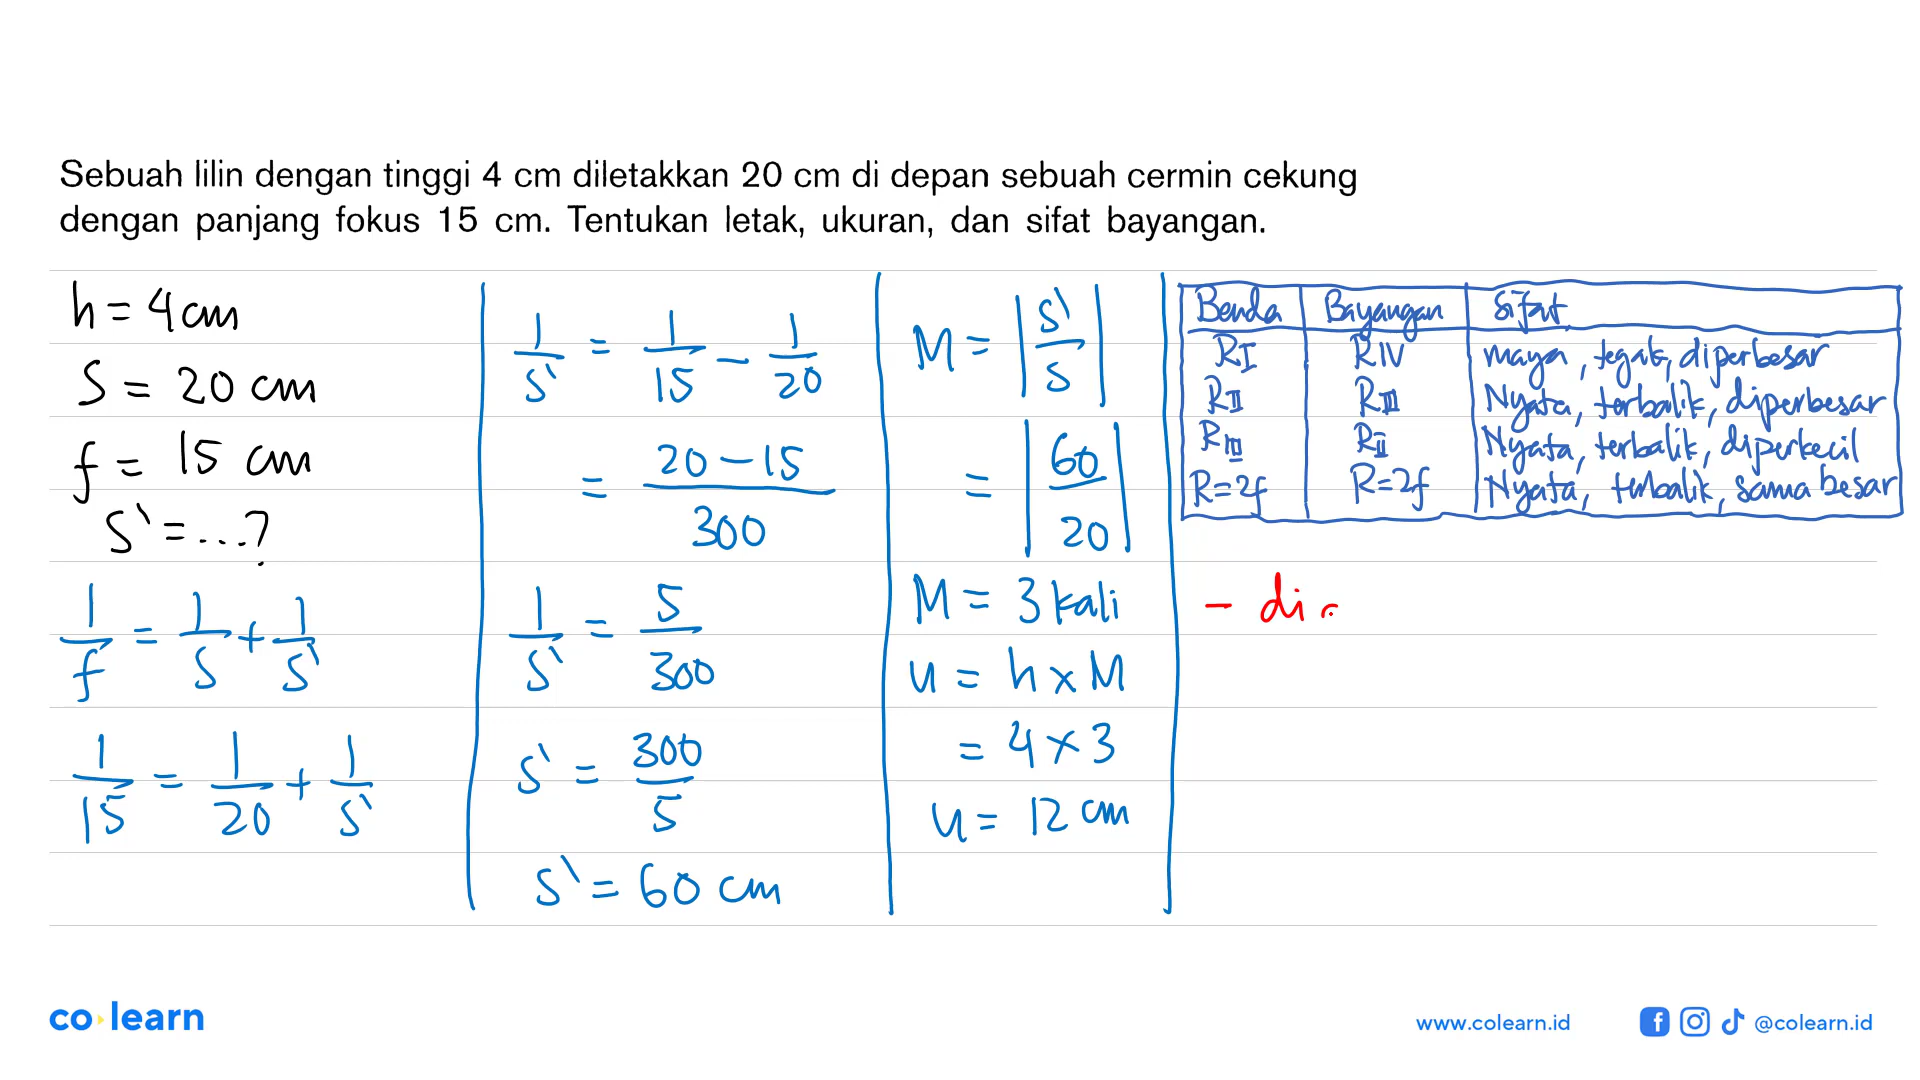 Sebuah lilin dengan tinggi 4 cm diletakkan 20 cm di depan sebuah cermin cekung
dengan panjang fokus 15 cm. Tentukan letak, ukuran, dan sifat bayangan.
h = 4 cm
S = 20 cm
f = 15 cm
S' = ...?
1/f = 1/S + 1/S'
1/15 = 1/20 + 1/S'
1/S' = 1/15 - 1/20
= (20 - 15)/300
1/S' = 5/300
S' = 300/5
S' = 60 cm
M = |S'/S|
= |60/20|
M = 3 kali
u = h x M
= 4 x 3
u = 12 cm
Benda Bayangan Sifat
RI RIV maya, tegak, diperbesar
RII RIII Nyata, terbalik, diperbesar
RIII RII Nyata, terbalik, diperkecil
R=2f R=2f Nyata, terbalik, sama besar
- di
co learn
www.colearn.id @colearn.id